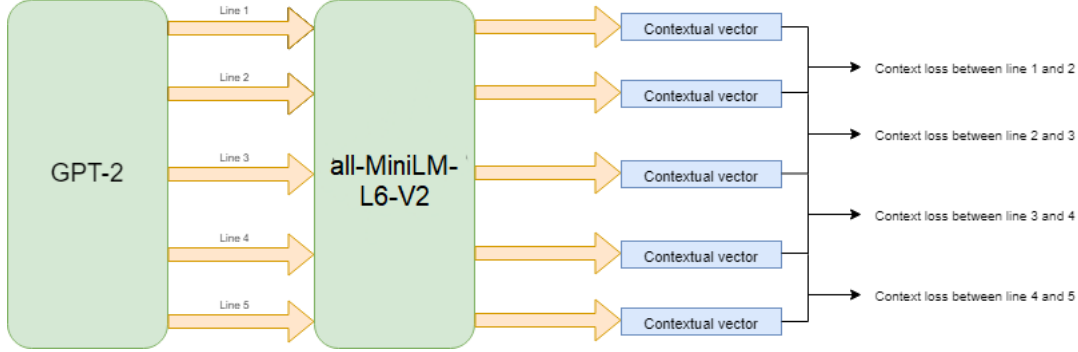 GPT-2
Line 1
Line 2
Line 3
Line 4
Line 5
all-MiniLM-
L6-V2
Contextual vector
Contextual vector
Contextual vector
Contextual vector
Contextual vector
Context loss between line 1 and 2
Context loss between line 2 and 3
Context loss between line 3 and 4
Context loss between line 4 and 5